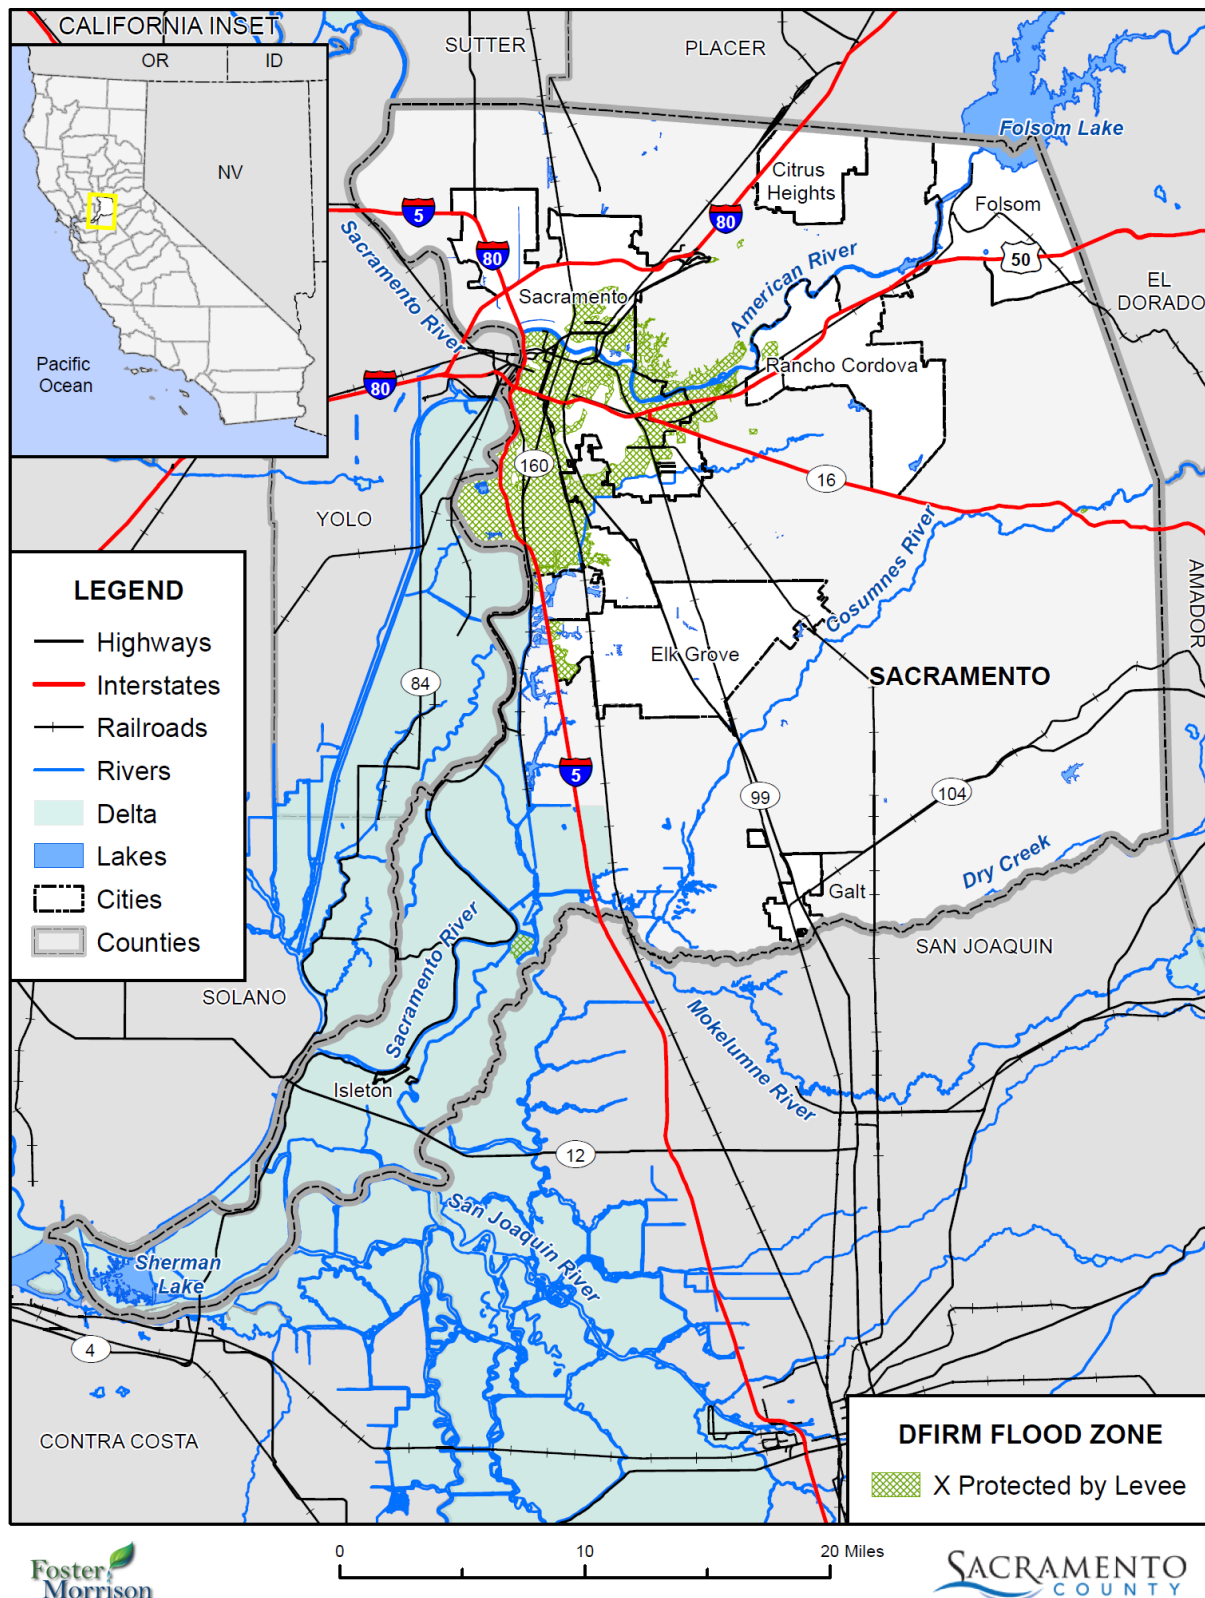 CALIFORNIA INSET
OR
ID
NV
Pacific
Ocean
SUTTER
PLACER
Folsom Lake
Citrus
Heights
Folsom
5
80
80
50
Sacramento River
American River
EL
DORADO
Sacramento
Rancho Cordova
80
160
16
YOLO
Cosumnes River
AMADOR
LEGEND
Highways
Interstates
Railroads
Rivers
Delta
Lakes
Cities
Counties
Elk Grove
SACRAMENTO
84
5
99
104
Dry Creek
Galt
SAN JOAQUIN
SOLANO
Sacramento River
Mokelumne River
Isleton
12
San Joaquin River
Sherman
Lake
4
CONTRA COSTA
DFIRM FLOOD ZONE
X Protected by Levee
Foster
Morrison
0
10
20 Miles
SACRAMENTO
COUNTY